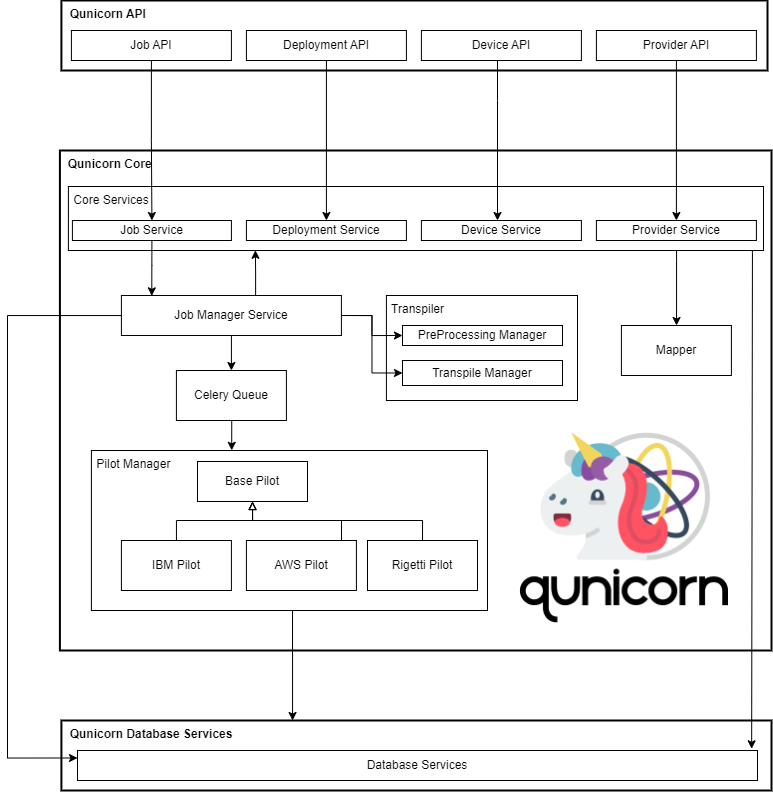 Qunicorn API
Job API
Deployment API
Device API
Provider API
Qunicorn Core
Core Services
Job Service
Deployment Service
Device Service
Provider Service
Job Manager Service
Transpiler
PreProcessing Manager
Transpile Manager
Mapper
Celery Queue
Pilot Manager
Base Pilot
IBM Pilot
AWS Pilot
Rigetti Pilot
qunicorn
Qunicorn Database Services
Database Services